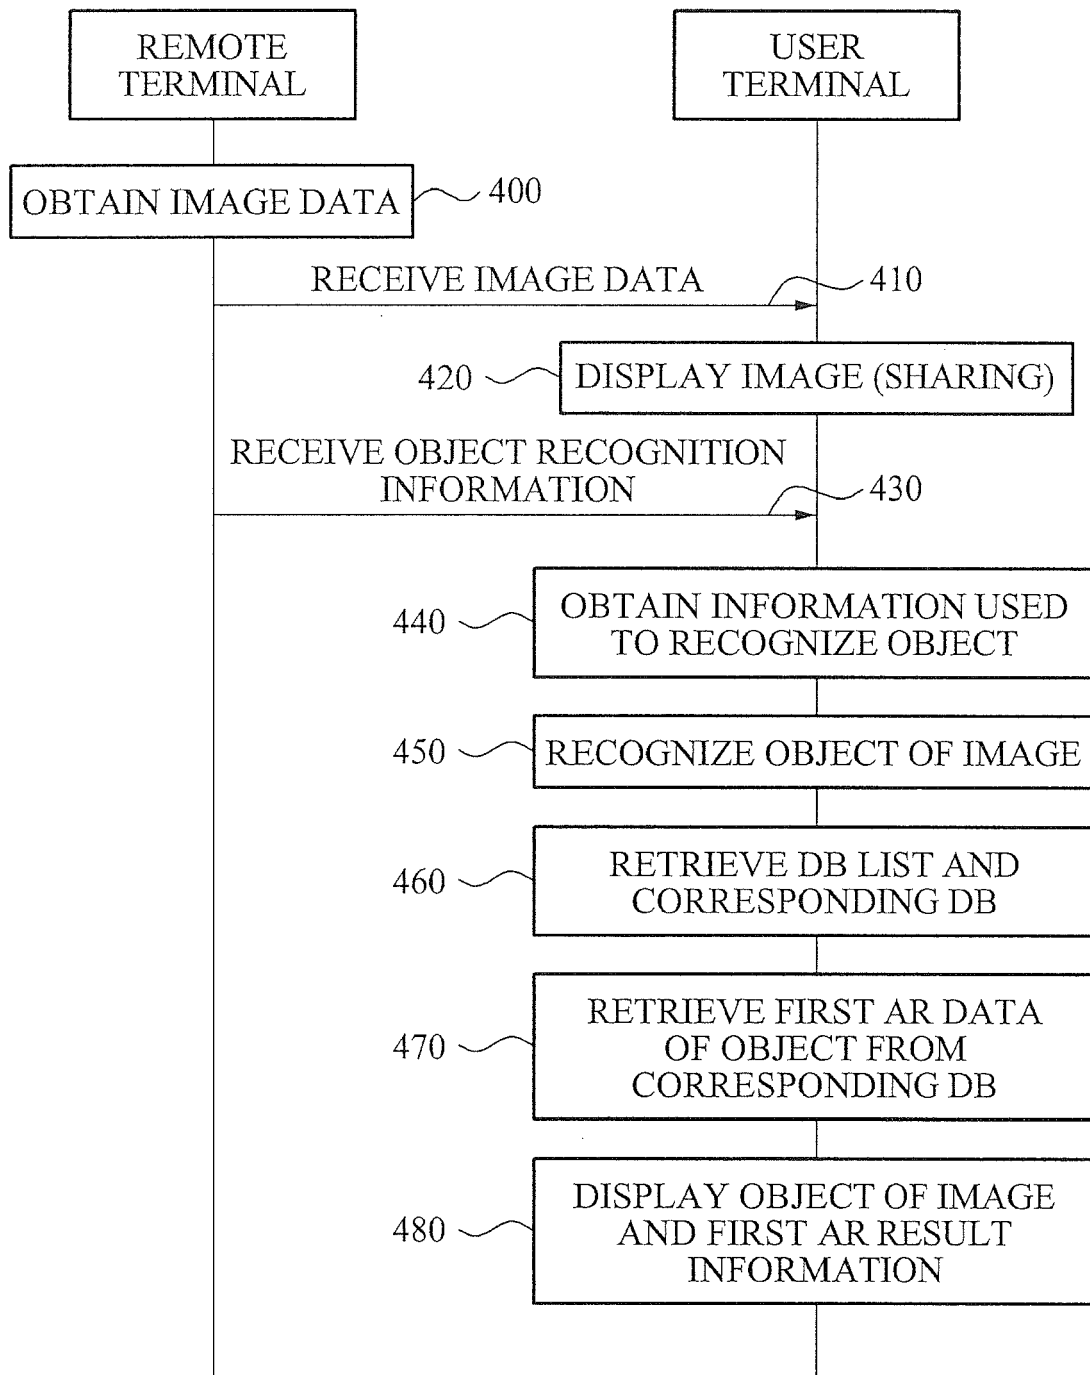 REMOTE
TERMINAL
USER
TERMINAL
OBTAIN IMAGE DATA
400
RECEIVE IMAGE DATA
410
420
DISPLAY IMAGE (SHARING)
RECEIVE OBJECT RECOGNITION
INFORMATION
430
440
OBTAIN INFORMATION USED
TO RECOGNIZE OBJECT
450
RECOGNIZE OBJECT OF IMAGE
460
RETRIEVE DB LIST AND
CORRESPONDING DB
470
RETRIEVE FIRST AR DATA
OF OBJECT FROM
CORRESPONDING DB
480
DISPLAY OBJECT OF IMAGE
AND FIRST AR RESULT
INFORMATION